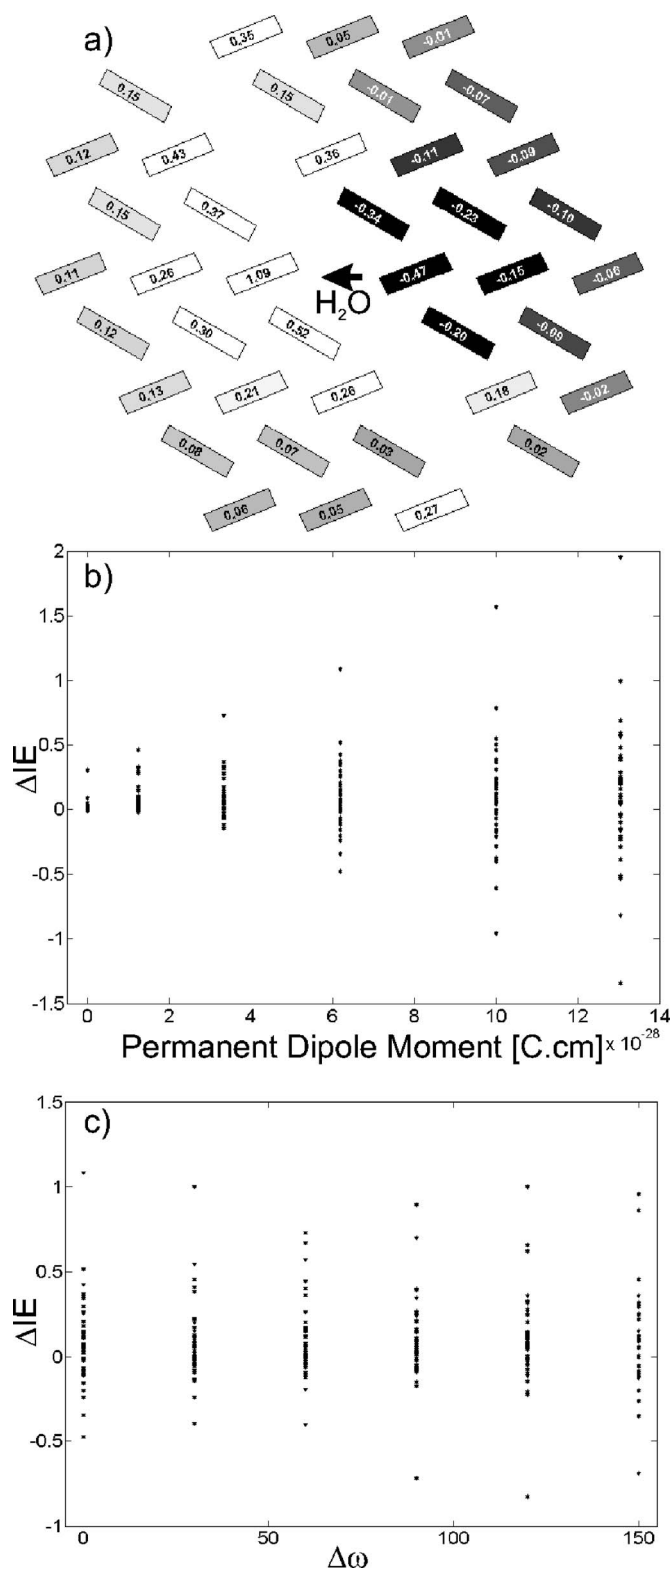 a)
0.35 0.05 -0.01
0.15 0.15 -0.01 -0.07
0.12 0.43 0.36 -0.11 -0.09
0.15 0.37 -0.34 -0.23 -0.10
0.11 0.26 1.09 -0.47 -0.15 -0.06
H₂O
0.12 0.30 0.52 -0.20 -0.09
0.13 0.21 0.26 0.18 -0.02
0.08 0.07 0.03 0.02
0.06 0.05 0.27
b)
2
1.5
1
0.5
0
-0.5
-1
-1.5
ΔIE
0 2 4 6 8 10 12 14
Permanent Dipole Moment [C.cm] x 10⁻²⁸
c)
1.5
1
0.5
0
-0.5
-1
ΔIE
0 50 100 150
Δω